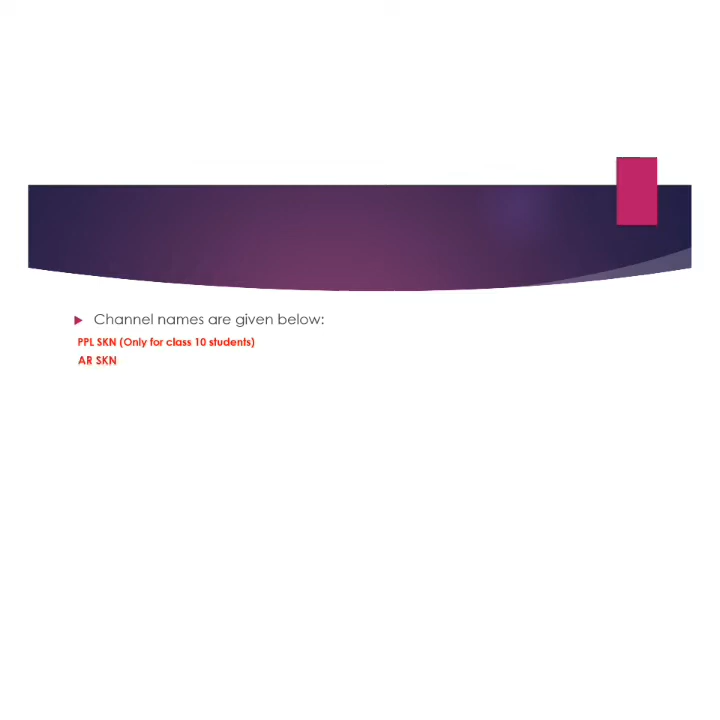 Channel names are given below:
PPL SKN (Only for class 10 students)
AR SKN